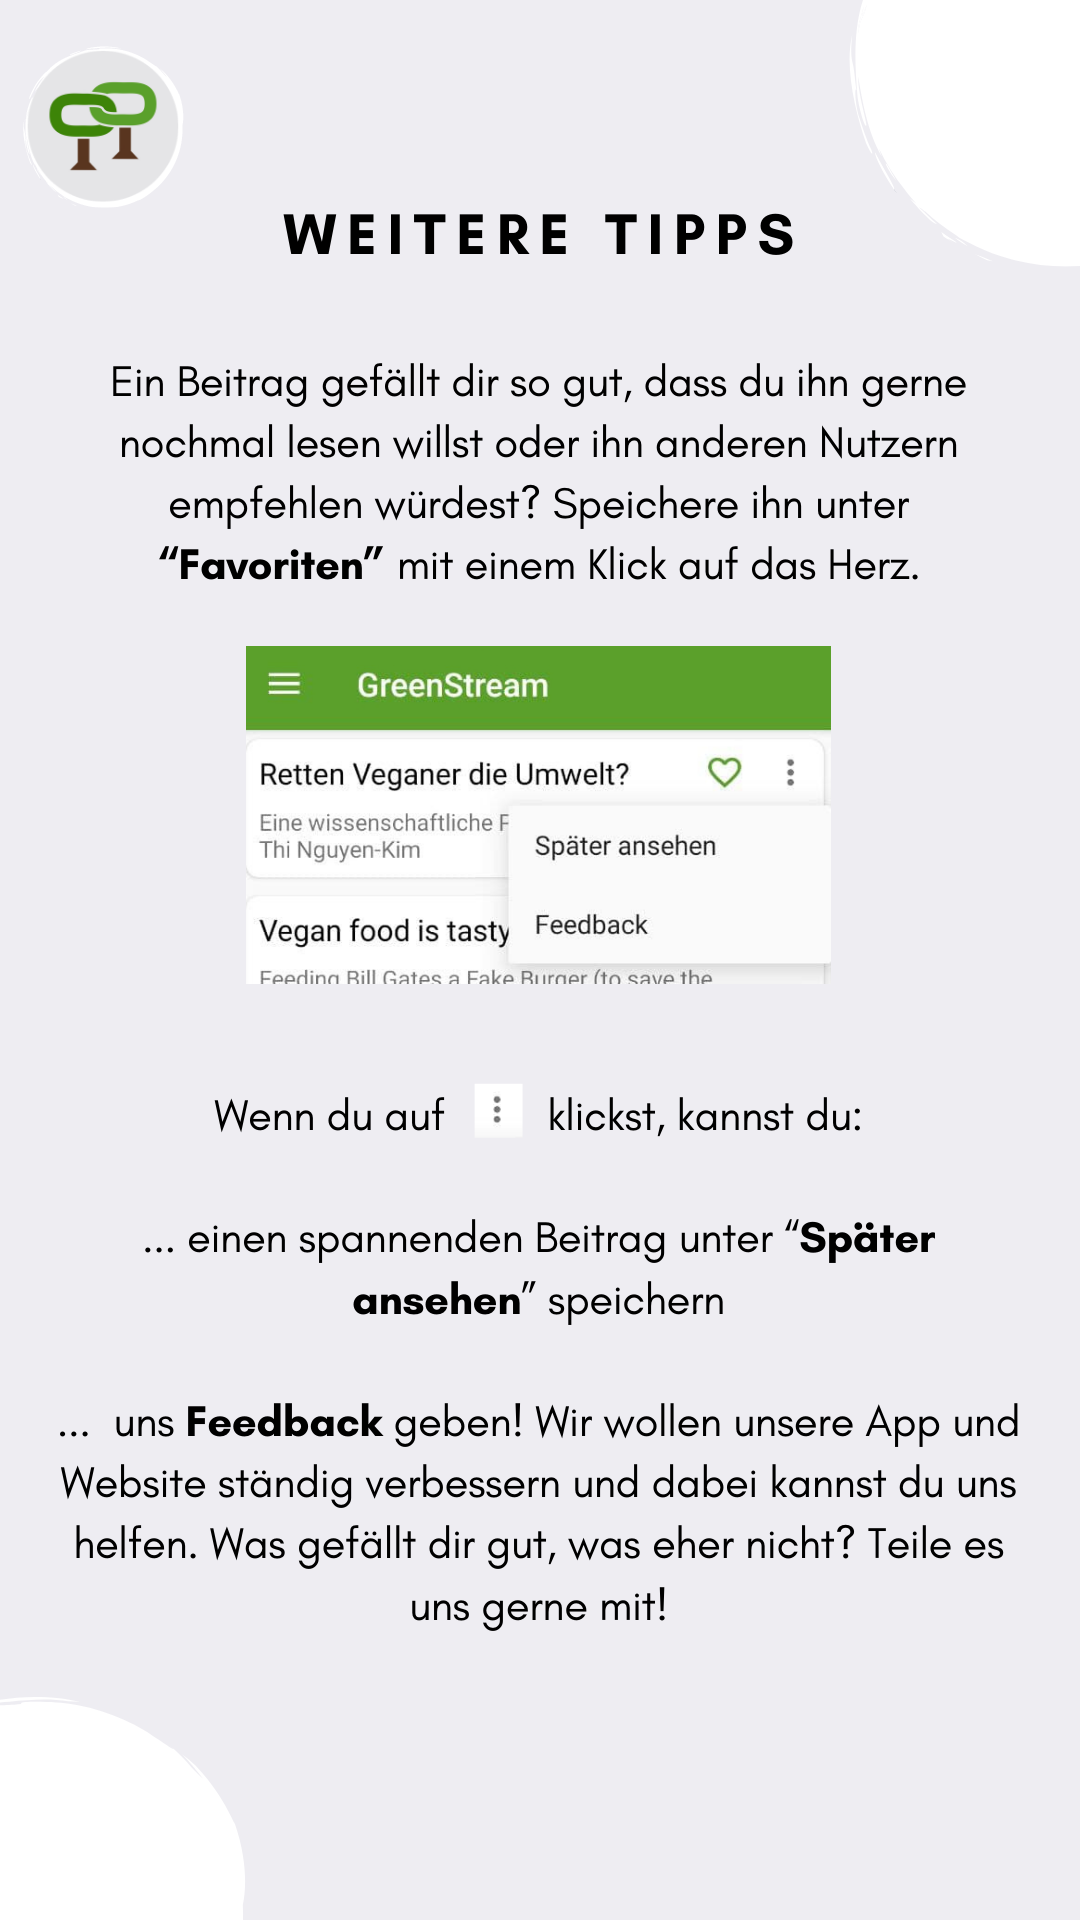 WEITERE TIPPS
Ein Beitrag gefällt dir so gut, dass du ihn gerne
nochmal lesen willst oder ihn anderen Nutzern
empfehlen würdest? Speichere ihn unter
“Favoriten” mit einem Klick auf das Herz.
GreenStream
Retten Veganer die Umwelt?
Eine wissenschaftliche
Thi Nguyen-Kim
Später ansehen
Feedback
Vegan food is tasty
Feeding Bill Gates a Fake Burger (to save the
Wenn du auf klickst, kannst du:
... einen spannenden Beitrag unter “Später
ansehen” speichern
... uns Feedback geben! Wir wollen unsere App und
Website ständig verbessern und dabei kannst du uns
helfen. Was gefällt dir gut, was eher nicht? Teile es
uns gerne mit!